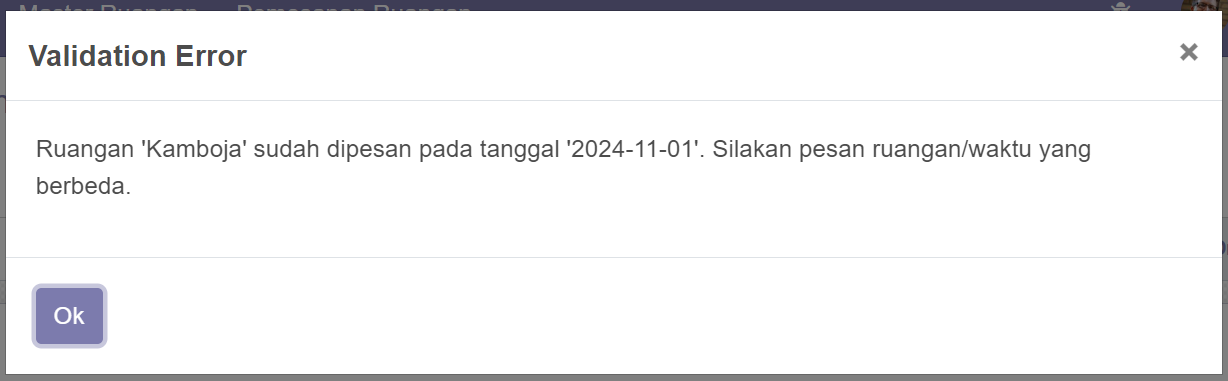 Master Ruangan Pemesanan Ruangan
Validation Error
×
Ruangan 'Kamboja' sudah dipesan pada tanggal '2024-11-01'. Silakan pesan ruangan/waktu yang
berbeda.
Ok